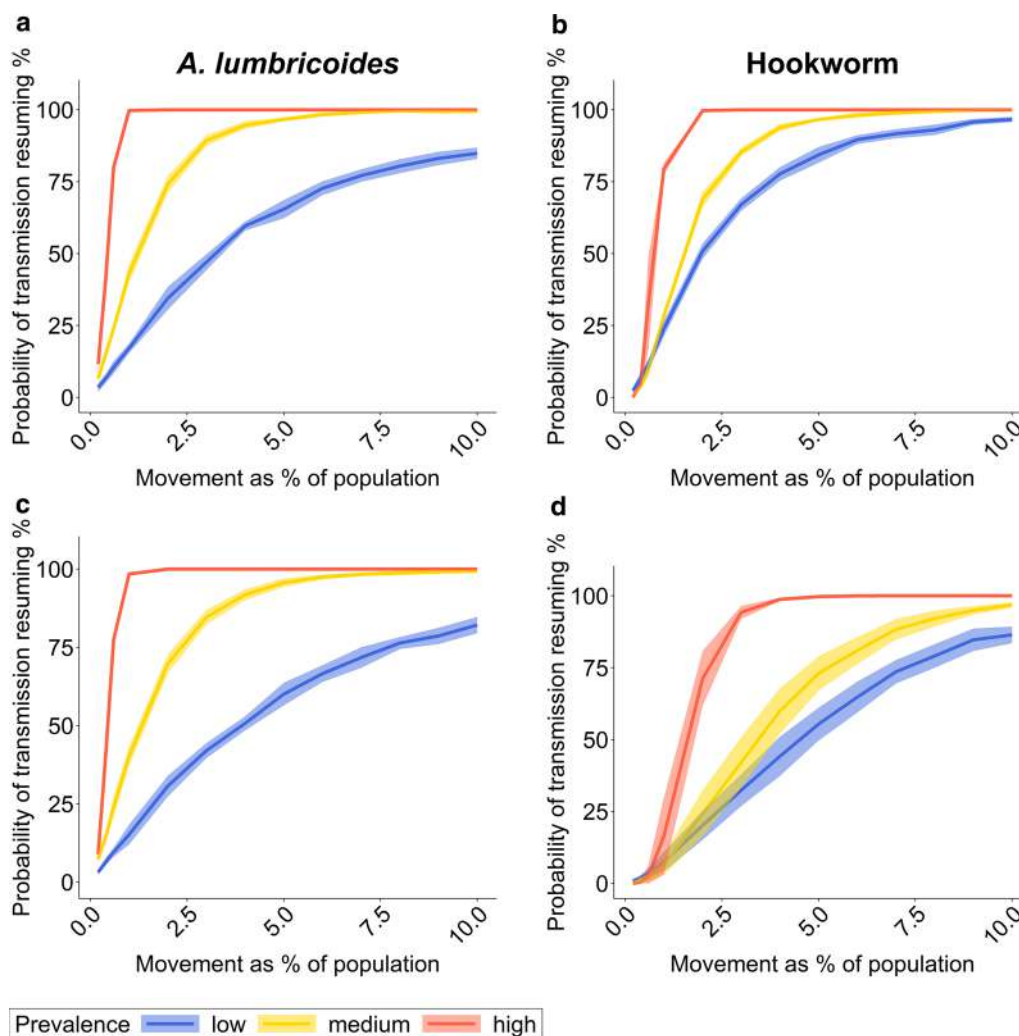 a
b
A. lumbricoides
Hookworm
Probability of transmission resuming %
100
75
50
25
0
0.0
2.5
5.0
7.5
10.0
Movement as % of population
Probability of transmission resuming %
100
75
50
25
0
0.0
2.5
5.0
7.5
10.0
Movement as % of population
c
d
Probability of transmission resuming %
100
75
50
25
0
0.0
2.5
5.0
7.5
10.0
Movement as % of population
Probability of transmission resuming %
100
75
50
25
0
0.0
2.5
5.0
7.5
10.0
Movement as % of population
Prevalence low medium high